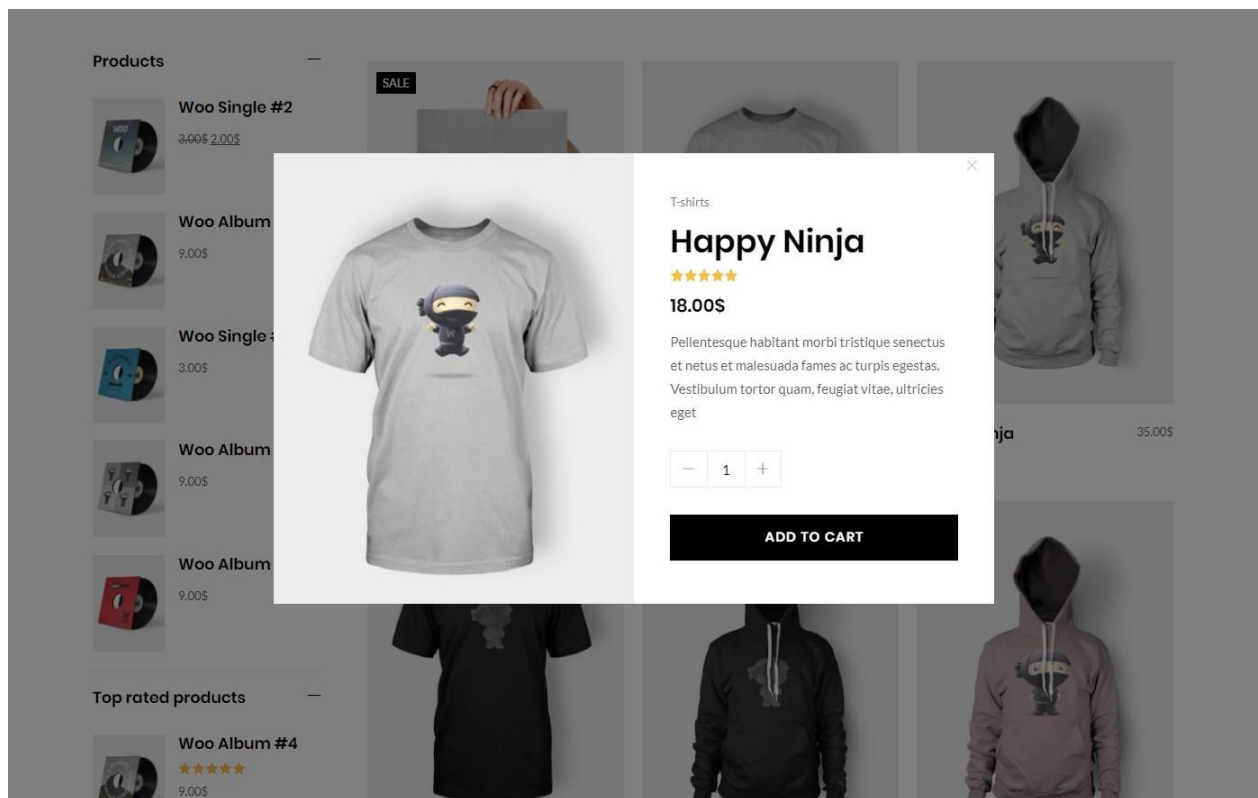 Products
Woo Single #2
3.00$ 2.00$
Woo Album
9.00$
Woo Single
3.00$
Woo Album
9.00$
Woo Album
9.00$
Top rated products
Woo Album #4
9.00$
SALE
WOO
T-shirts
Happy Ninja
18.00$
Pellentesque habitant morbi tristique senectus
et netus et malesuada fames ac turpis egestas.
Vestibulum tortor quam, feugiat vitae, ultricies
eget
1
ADD TO CART
W
35.00$